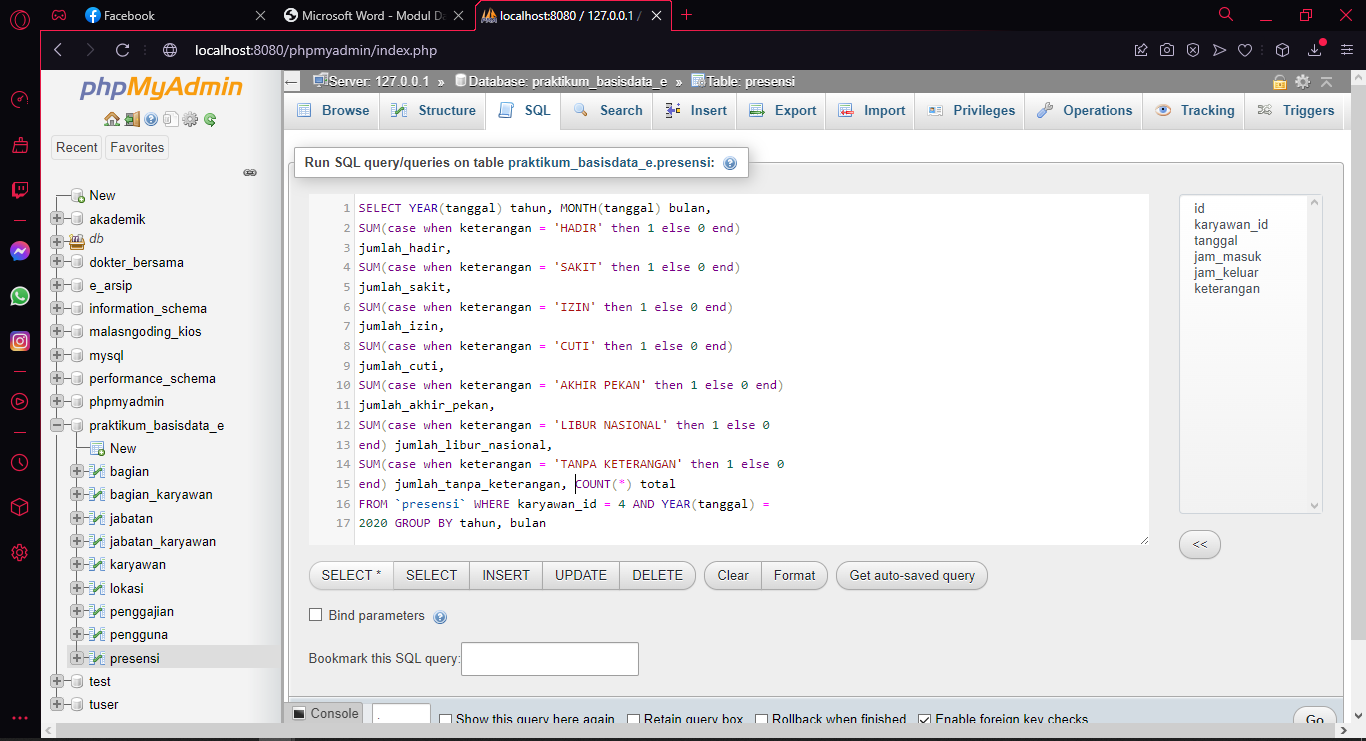 Facebook
Microsoft Word - Modul Da
localhost:8080 / 127.0.0.1 /
localhost:8080/phpmyadmin/index.php
phpMyAdmin
Recent
Favorites
New
akademik
db
dokter_bersama
e_arsip
information_schema
malasngoding_kios
mysql
performance_schema
phpmyadmin
praktikum_basisdata_e
New
bagian
bagian_karyawan
jabatan
jabatan_karyawan
karyawan
lokasi
penggajian
pengguna
presensi
test
tuser
Server: 127.0.0.1 » Database: praktikum_basisdata_e » Table: presensi
Browse Structure SQL Search Insert Export Import Privileges Operations Tracking Triggers
Run SQL query/queries on table praktikum_basisdata_e.presensi:
1 SELECT YEAR(tanggal) tahun, MONTH(tanggal) bulan,
2 SUM(case when keterangan = 'HADIR' then 1 else 0 end)
3 jumlah_hadir,
4 SUM(case when keterangan = 'SAKIT' then 1 else 0 end)
5 jumlah_sakit,
6 SUM(case when keterangan = 'IZIN' then 1 else 0 end)
7 jumlah_izin,
8 SUM(case when keterangan = 'CUTI' then 1 else 0 end)
9 jumlah_cuti,
10 SUM(case when keterangan = 'AKHIR PEKAN' then 1 else 0 end)
11 jumlah_akhir_pekan,
12 SUM(case when keterangan = 'LIBUR NASIONAL' then 1 else 0
13 end) jumlah_libur_nasional,
14 SUM(case when keterangan = 'TANPA KETERANGAN' then 1 else 0
15 end) jumlah_tanpa_keterangan, COUNT(*) total
16 FROM `presensi` WHERE karyawan_id = 4 AND YEAR(tanggal) =
17 2020 GROUP BY tahun, bulan
id
karyawan_id
tanggal
jam_masuk
jam_keluar
keterangan
<<
SELECT * SELECT INSERT UPDATE DELETE Clear Format Get auto-saved query
Bind parameters
Bookmark this SQL query:
Console
Show this query here again Retain query box Rollback when finished Enable foreign key checks
Go